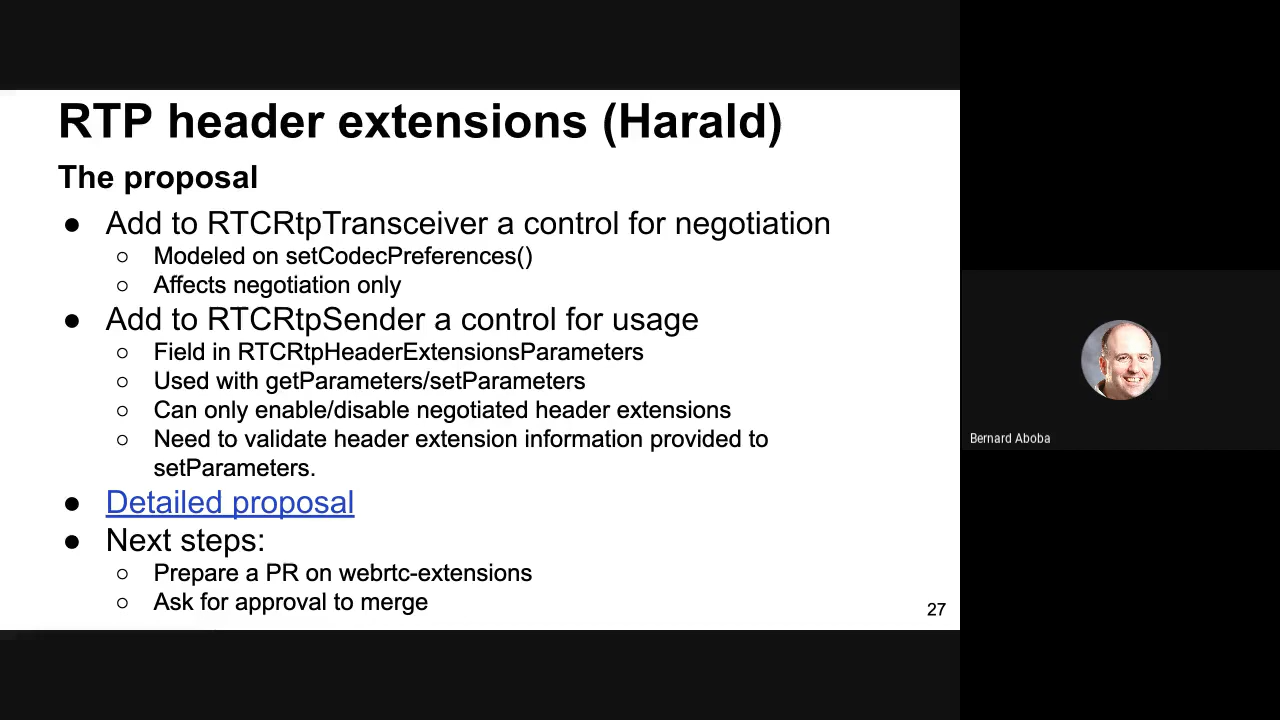 RTP header extensions (Harald)
The proposal
● Add to RTCRtpTransceiver a control for negotiation
○ Modeled on setCodecPreferences()
○ Affects negotiation only
● Add to RTCRtpSender a control for usage
○ Field in RTCRtpHeaderExtensionsParameters
○ Used with getParameters/setParameters
○ Can only enable/disable negotiated header extensions
○ Need to validate header extension information provided to
setParameters.
● Detailed proposal
● Next steps:
○ Prepare a PR on webrtc-extensions
○ Ask for approval to merge
27
Bernard Aboba